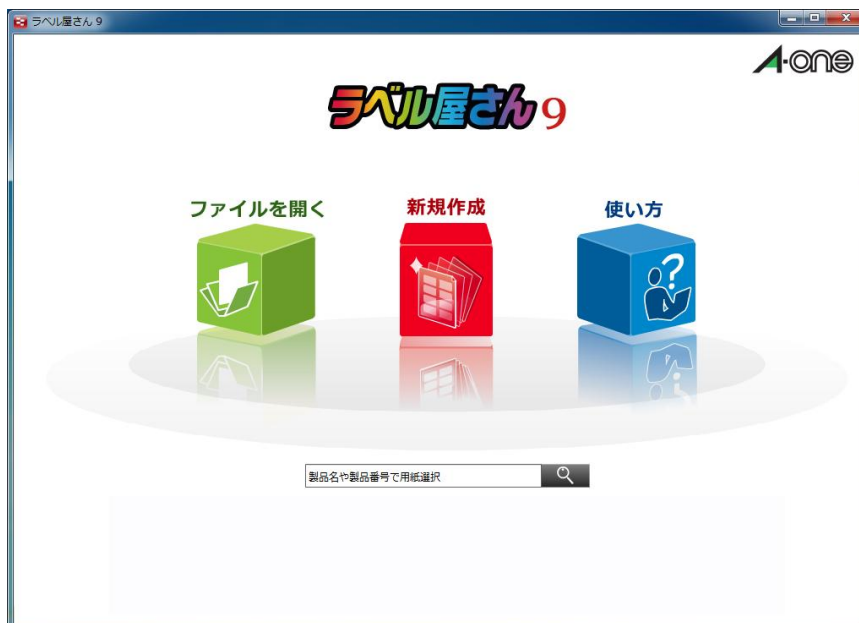 ラベル屋さん 9
A-one
ラベル屋さん 9
ファイルを開く
新規作成
使い方
製品名や製品番号で用紙選択